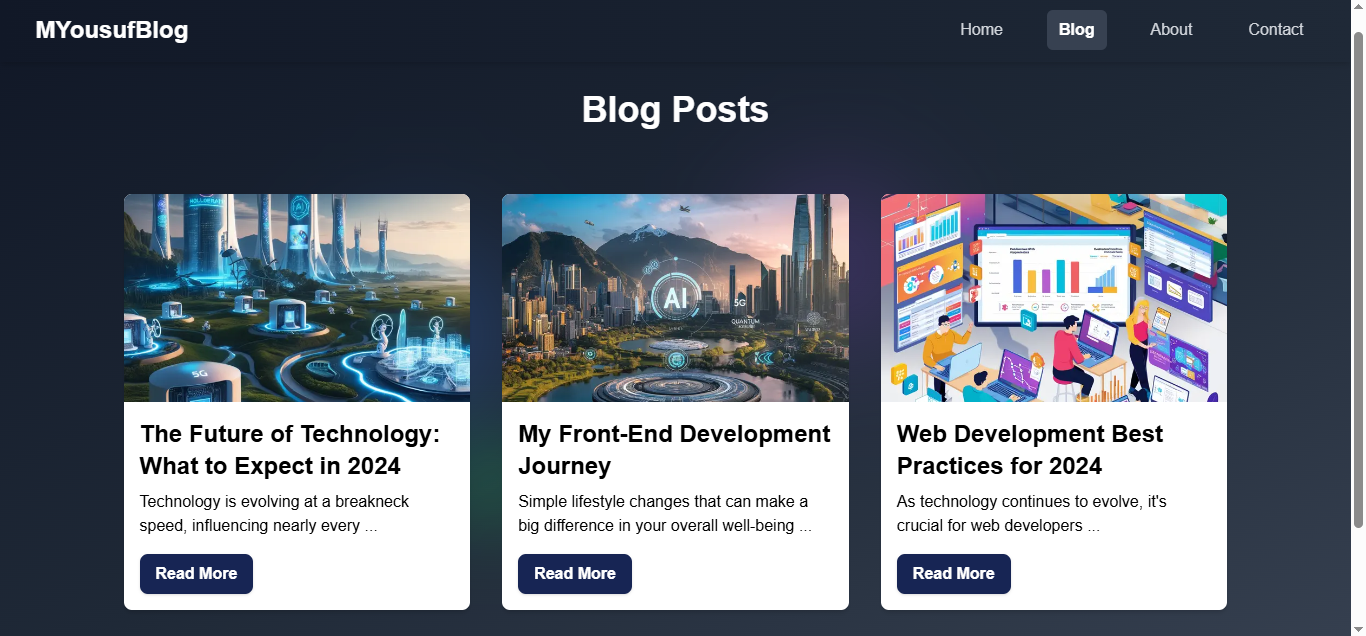 MYousufBlog
Home
Blog
About
Contact
Blog Posts
5G
AI
5G
QUANTUM
The Future of Technology:
What to Expect in 2024
Technology is evolving at a breakneck
speed, influencing nearly every ...
Read More
My Front-End Development
Journey
Simple lifestyle changes that can make a
big difference in your overall well-being ...
Read More
Web Development Best
Practices for 2024
As technology continues to evolve, it's
crucial for web developers ...
Read More